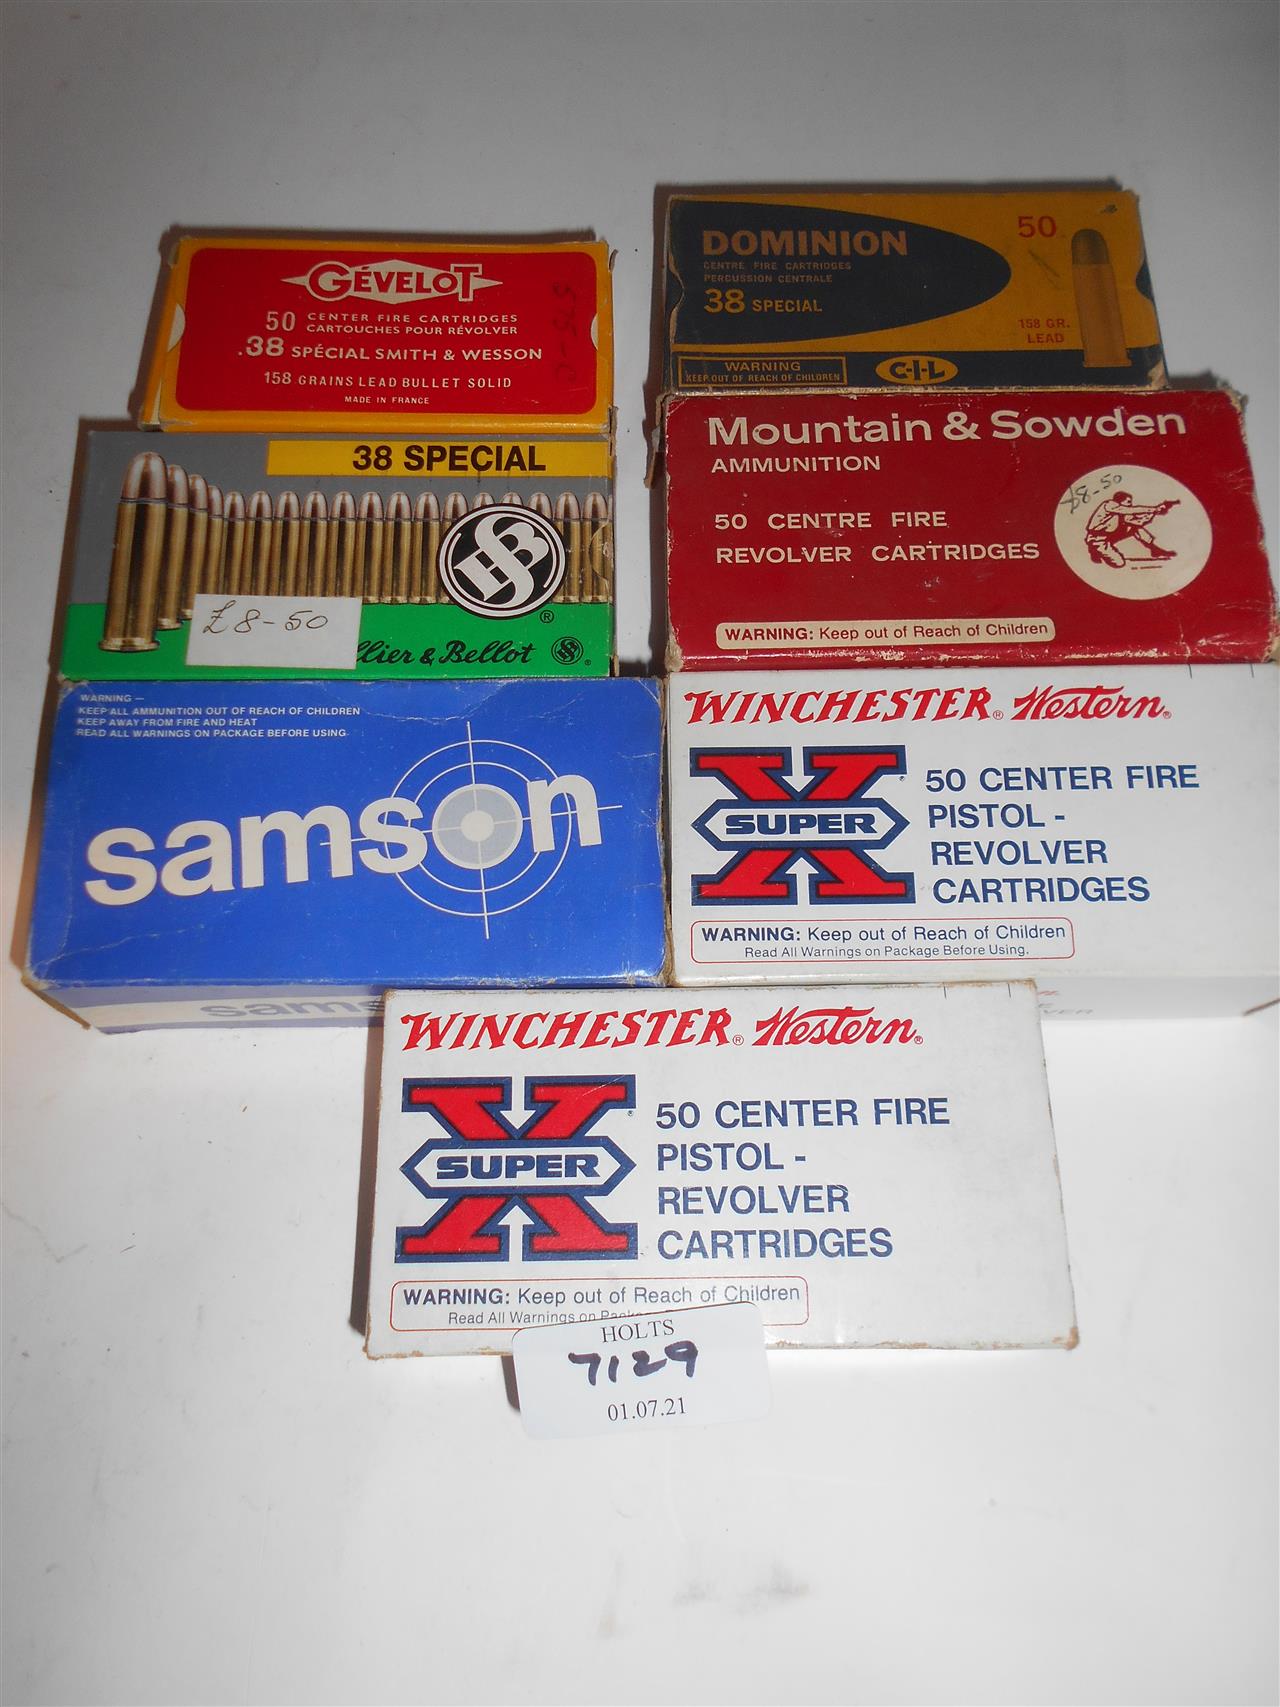 GÉVELOT
50 CENTER FIRE CARTRIDGES
CARTOUCHES POUR RÉVOLVER
.38 SPÉCIAL SMITH & WESSON
158 GRAINS LEAD BULLET SOLID
MADE IN FRANCE
DOMINION
CENTRE FIRE CARTRIDGES
PERCUSSION CENTRALE
38 SPECIAL
50
158 GR.
LEAD
WARNING
KEEP OUT OF REACH OF CHILDREN
C-I-L
38 SPECIAL
S&B
®
£8-50
llier & Bellot
®
Mountain & Sowden
AMMUNITION
50 CENTRE FIRE
REVOLVER CARTRIDGES
£8-50
WARNING: Keep out of Reach of Children
WARNING —
KEEP ALL AMMUNITION OUT OF REACH OF CHILDREN
KEEP AWAY FROM FIRE AND HEAT
READ ALL WARNINGS ON PACKAGE BEFORE USING
samson
samson
WINCHESTER® Western®
X SUPER
50 CENTER FIRE
PISTOL -
REVOLVER
CARTRIDGES
WARNING: Keep out of Reach of Children
Read All Warnings on Package Before Using.
WINCHESTER® Western®
X SUPER
50 CENTER FIRE
PISTOL -
REVOLVER
CARTRIDGES
WARNING: Keep out of Reach of Children
Read All Warnings on
HOLTS
7129
01.07.21